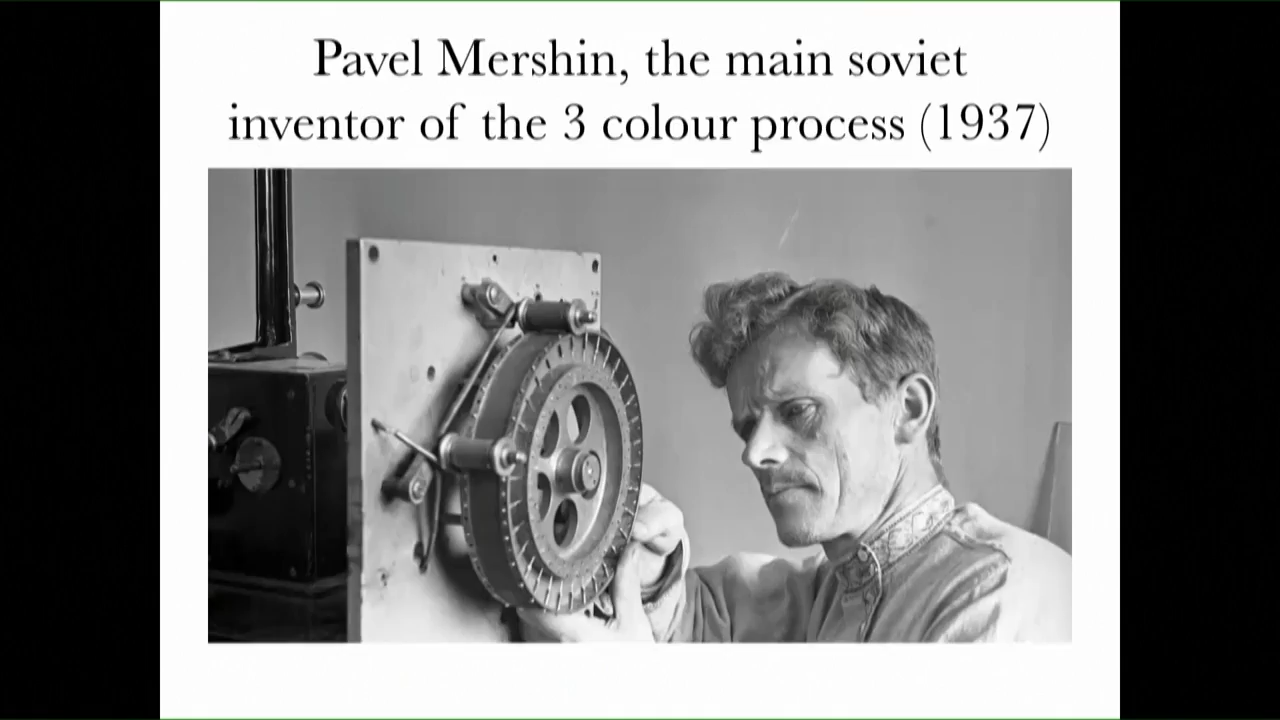 Pavel Mershin, the main soviet
inventor of the 3 colour process (1937)